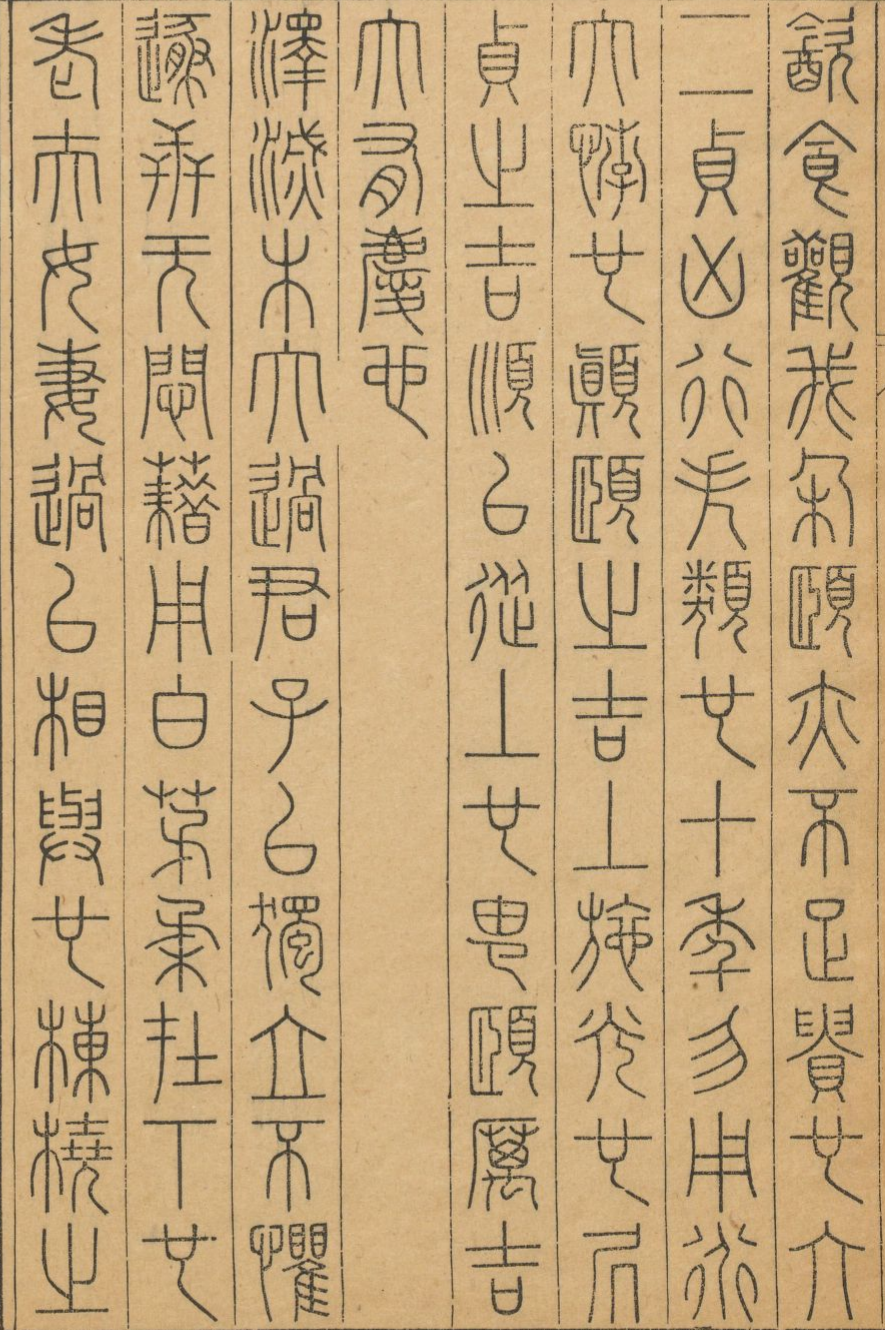 飲食觀我朵頤亦不足貴也六
二貞凶行失類也十年勿用道
大悖也顛頤之吉上施光也居
貞之吉順以從上也由頤厲吉
大有慶也
澤滅木大過君子以獨立不懼
遯世无悶藉用白茅柔在下也
老夫女妻過以相與也棟橈之